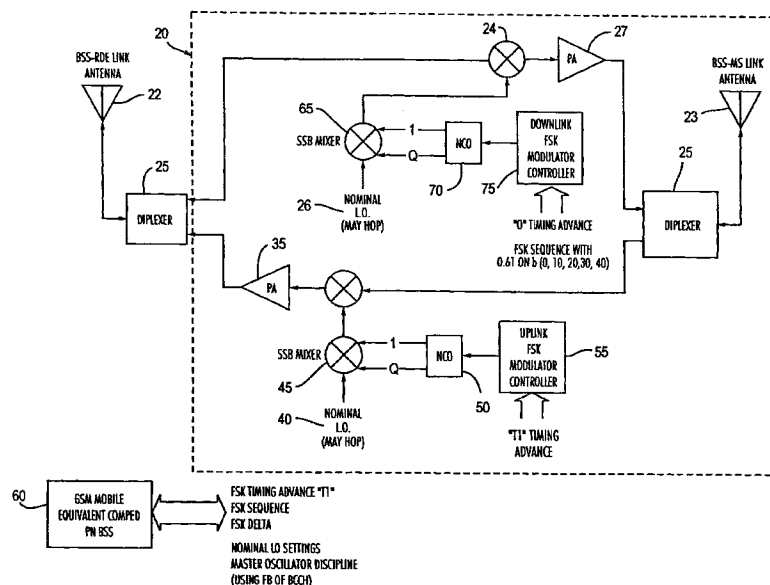 20
24
27
BSS-RDE LINK
ANTENNA
22
PA
BSS-MS LINK
ANTENNA
23
65
SSB MIXER
1
Q
NCO
70
DOWNLINK
FSK
MODULATOR
CONTROLLER
75
25
DIPLEXER
26
NOMINAL
L.O.
(MAY HOP)
"0" TIMING ADVANCE
FSK SEQUENCE WITH
0.61 ON b (0, 10, 20,30, 40)
25
DIPLEXER
35
PA
SSB MIXER
45
1
Q
NCO
50
UPLINK
FSK
MODULATOR
CONTROLLER
55
40
NOMINAL
L.O.
(MAY HOP)
"T1" TIMING
ADVANCE
60
GSM MOBILE
EQUIVALENT COMPED
PN BSS
FSK TIMING ADVANCE "T1"
FSK SEQUENCE
FSK DELTA
NOMINAL LO SETTINGS
MASTER OSCILLATOR DISCIPLINE
(USING FB OF BCCH)